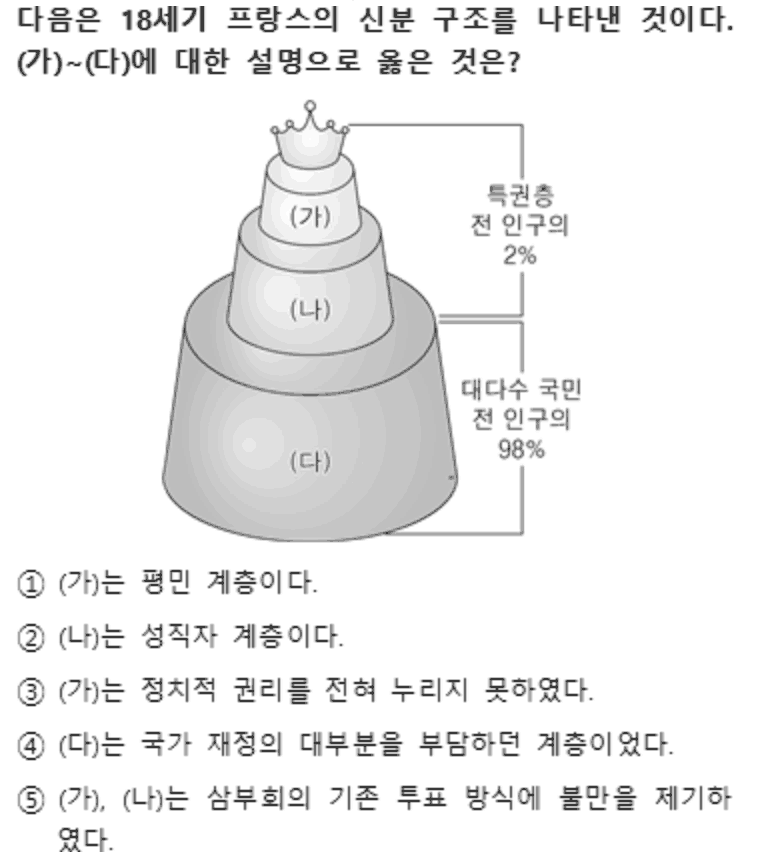 다음은 18세기 프랑스의 신분 구조를 나타낸 것이다.
(가)~(다)에 대한 설명으로 옳은 것은?
(가)
특권층
전 인구의
2%
(나)
대다수 국민
전 인구의
98%
(다)
① (가)는 평민 계층이다.
② (나)는 성직자 계층이다.
③ (가)는 정치적 권리를 전혀 누리지 못하였다.
④ (다)는 국가 재정의 대부분을 부담하던 계층이었다.
⑤ (가), (나)는 삼부회의 기존 투표 방식에 불만을 제기하
였다.